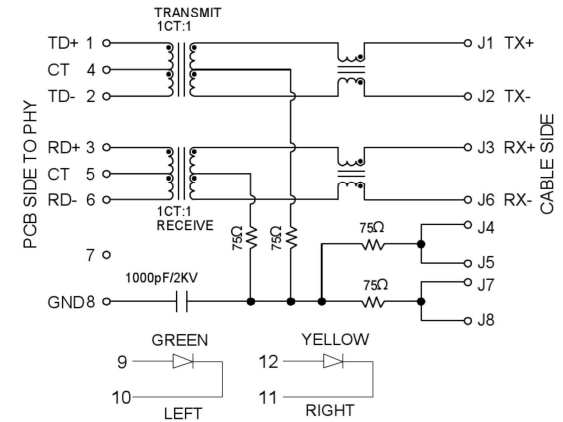 TRANSMIT
1CT:1
TD+ 1
J1 TX+
CT 4
TD- 2
J2 TX-
RD+ 3
J3 RX+
CT 5
RD- 6
J6 RX-
1CT:1
RECEIVE
PCB SIDE TO PHY
CABLE SIDE
75Ω
75Ω
75Ω
J4
7
J5
1000pF/2KV
75Ω
J7
GND8
J8
GREEN
YELLOW
9
12
10
11
LEFT
RIGHT